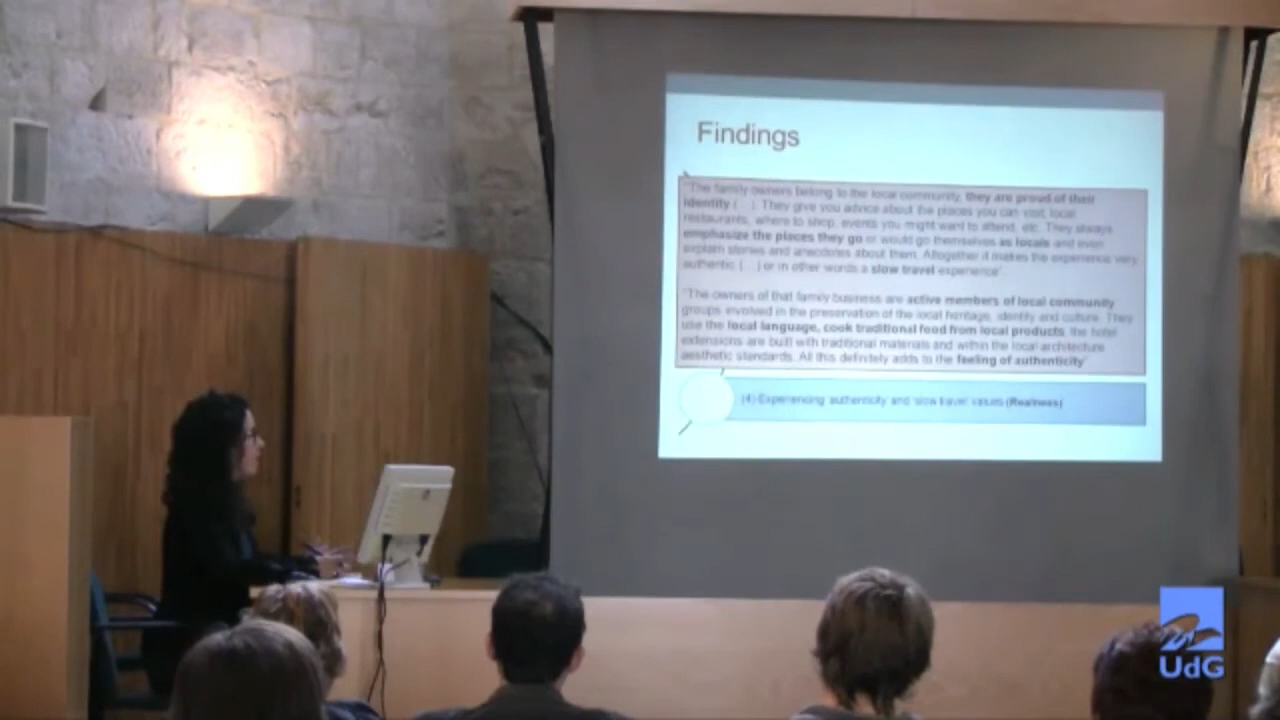 Findings
"The family owners belong to the local community, they are proud of their
identity (...). They give you advice about the places you can visit, local
restaurants, where to shop, events you might want to attend, etc. They always
emphasize the places they go or would go themselves as locals and even
explain stories and anecdotes about them. Altogether it makes the experience very
authentic (...) or in other words a slow travel experience"
"The owners of that family business are active members of local community
groups involved in the preservation of the local heritage, identity and culture. They
use the local language, cook traditional food from local products, the hotel
extensions are built with traditional materials and within the local architecture
aesthetic standards. All this definitely adds to the feeling of authenticity"
(4) Experiencing authenticity and 'slow travel' values (Realness)
UdG